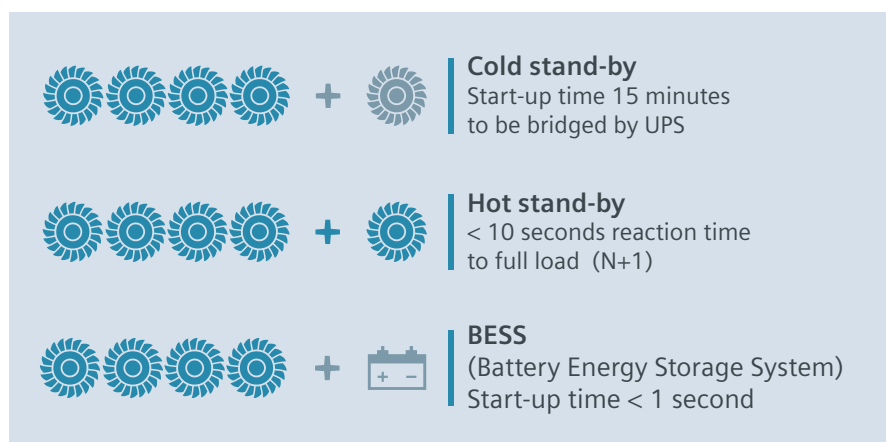 Cold stand-by
Start-up time 15 minutes
to be bridged by UPS
Hot stand-by
< 10 seconds reaction time
to full load (N+1)
BESS
(Battery Energy Storage System)
Start-up time < 1 second